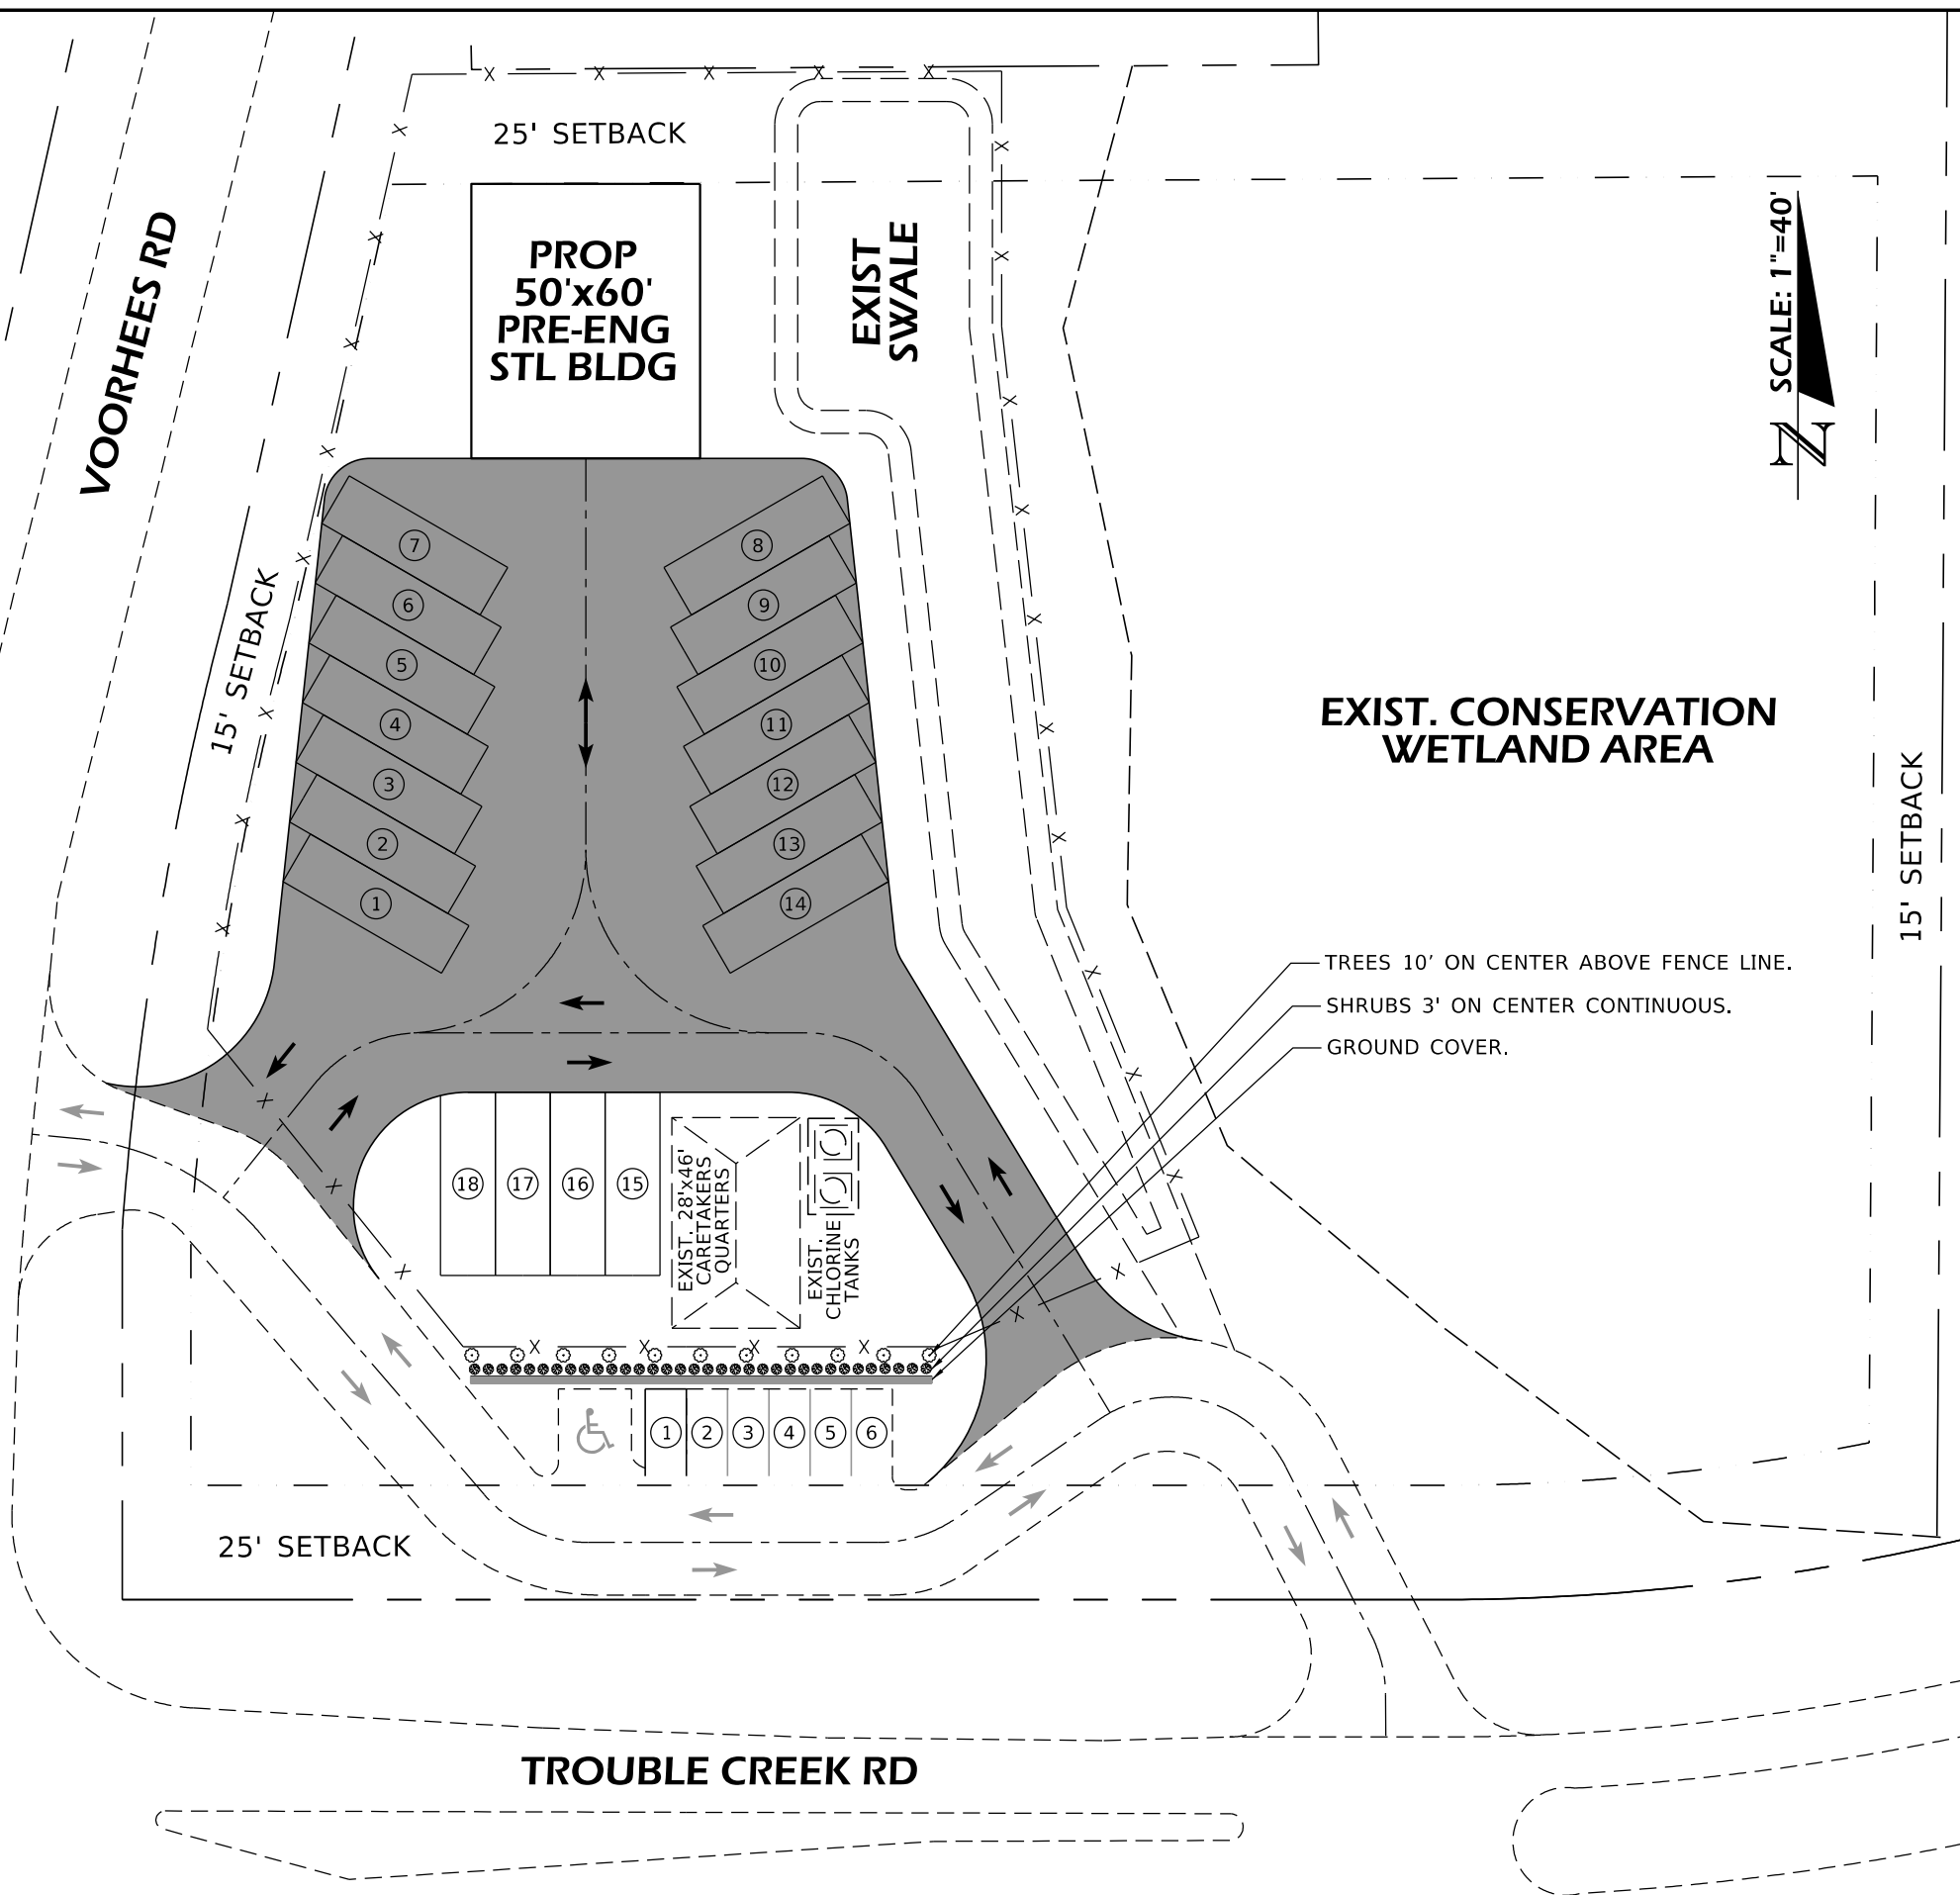 25' SETBACK
VOORHEES RD
PROP
50'x60'
PRE-ENG
STL BLDG
EXIST
SWALE
SCALE: 1"=40'
N
15' SETBACK
7
8
6
9
5
10
4
11
3
12
2
13
1
14
EXIST. CONSERVATION
WETLAND AREA
15' SETBACK
TREES 10’ ON CENTER ABOVE FENCE LINE.
SHRUBS 3' ON CENTER CONTINUOUS.
GROUND COVER.
18
17
16
15
EXIST. 28'x46'
CARETAKERS
QUARTERS
EXIST.
CHLORINE
TANKS
1
2
3
4
5
6
25' SETBACK
TROUBLE CREEK RD